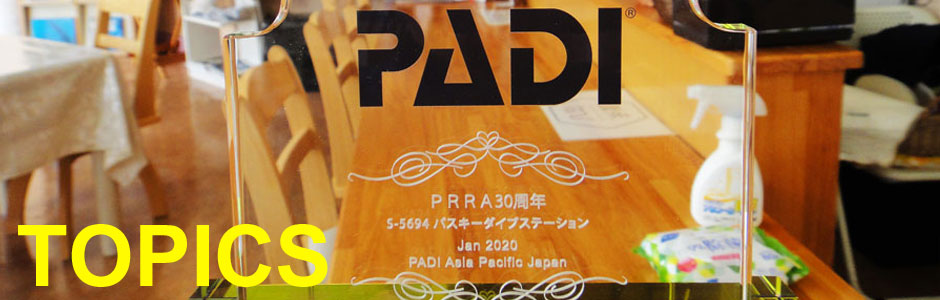 PADI®
PRRA30周年
S-5694 パスキーダイブステーション
Jan 2020
PADI Asia Pacific Japan
TOPICS